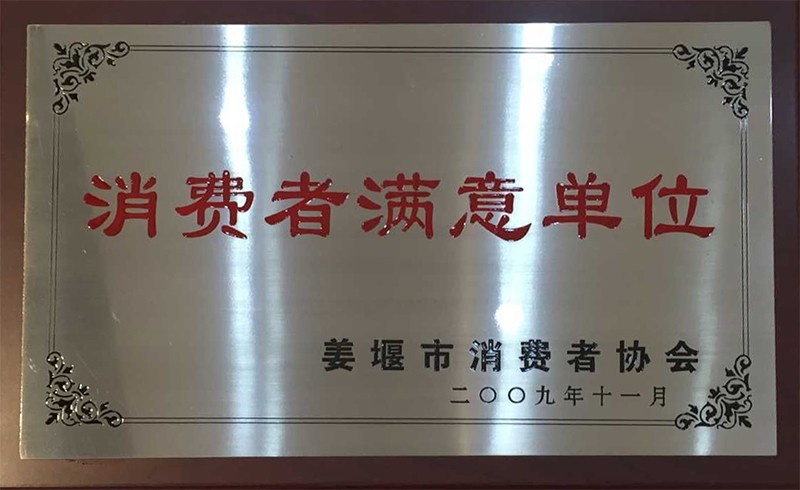 消费者满意单位
姜堰市消费者协会
二〇〇九年十一月